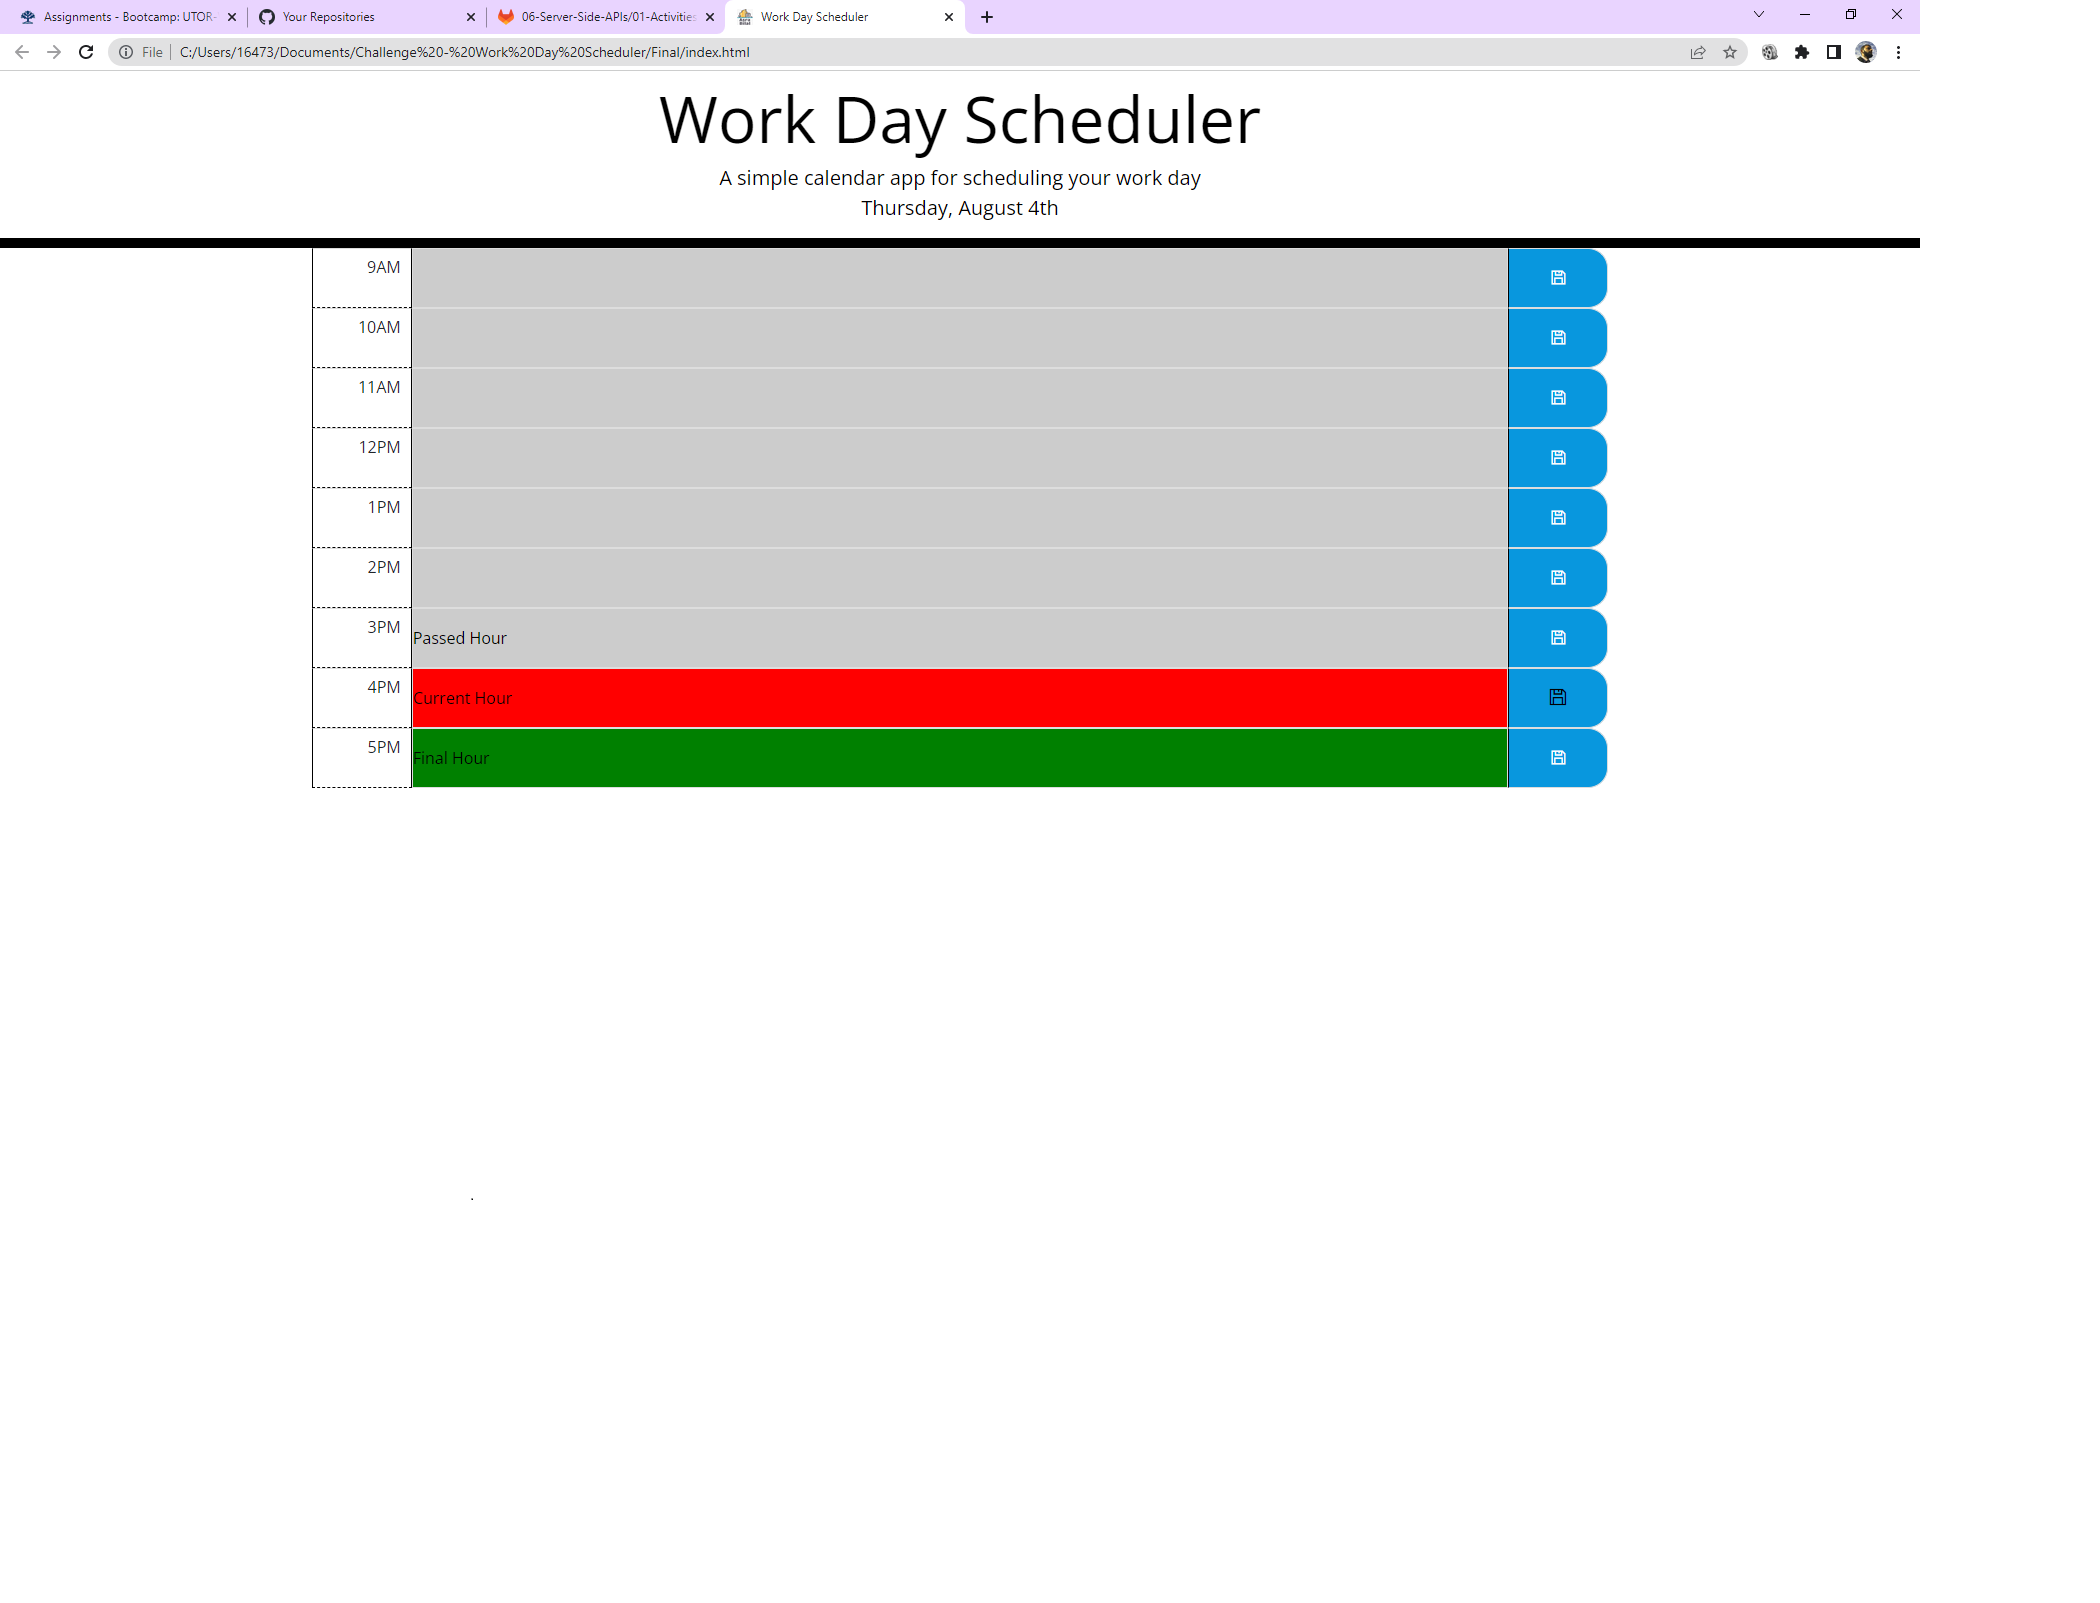 Assignments - Bootcamp: UTOR-
Your Repositories
06-Server-Side-APIs/01-Activities
Work Day Scheduler
File
C:/Users/16473/Documents/Challenge%20-%20Work%20Day%20Scheduler/Final/index.html
Work Day Scheduler
A simple calendar app for scheduling your work day
Thursday, August 4th
9AM
10AM
11AM
12PM
1PM
2PM
3PM Passed Hour
4PM Current Hour
5PM Final Hour
.